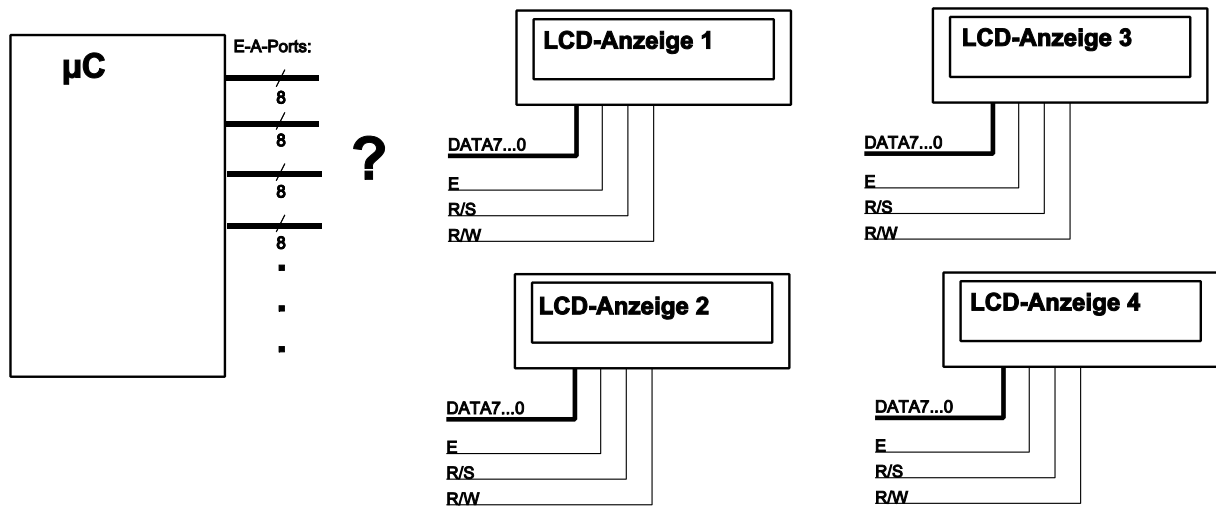 µC
E-A-Ports:
8
8
8
8
?
LCD-Anzeige 1
DATA7...0
E
R/S
R/W
LCD-Anzeige 3
DATA7...0
E
R/S
R/W
LCD-Anzeige 2
DATA7...0
E
R/S
R/W
LCD-Anzeige 4
DATA7...0
E
R/S
R/W